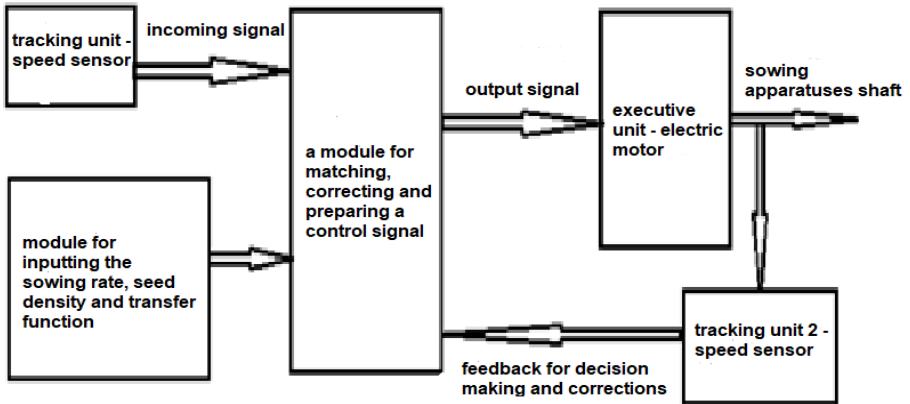 tracking unit -
speed sensor
incoming signal
module for
inputting the
sowing rate, seed
density and transfer
function
a module for
matching,
correcting and
preparing a
control signal
output signal
executive
unit - electric
motor
sowing
apparatuses shaft
tracking unit 2 -
speed sensor
feedback for decision
making and corrections